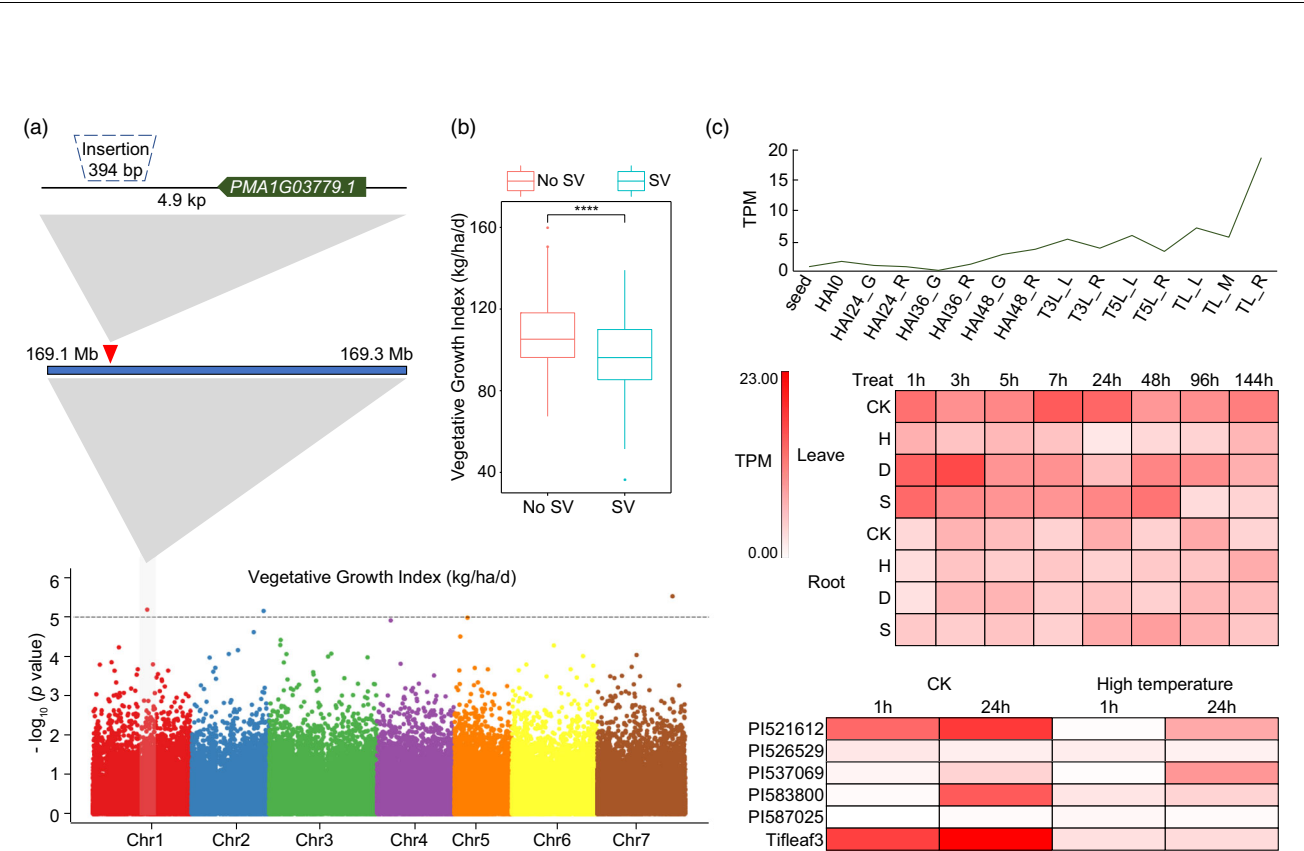 (a)
Insertion
394 bp
PMA1G03779.1
4.9 kp
169.1 Mb
169.3 Mb
Vegetative Growth Index (kg/ha/d)
- log10 (p value)
6
5
4
3
2
1
0
Chr1 Chr2 Chr3 Chr4 Chr5 Chr6 Chr7
(b)
No SV SV
****
Vegetative Growth Index (kg/ha/d)
160
120
80
40
No SV SV
(c)
TPM
20
15
10
5
0
seed HAI0 HAI24_G HAI24_R HAI36_G HAI36_R HAI48_G HAI48_R T3L_L T3L_R T5L_L T5L_R TL_L TL_M TL_R
23.00
TPM
0.00
Treat 1h 3h 5h 7h 24h 48h 96h 144h
Leave
CK
H
D
S
Root
CK
H
D
S
CK High temperature
1h 24h 1h 24h
PI521612
PI526529
PI537069
PI583800
PI587025
Tifleaf3